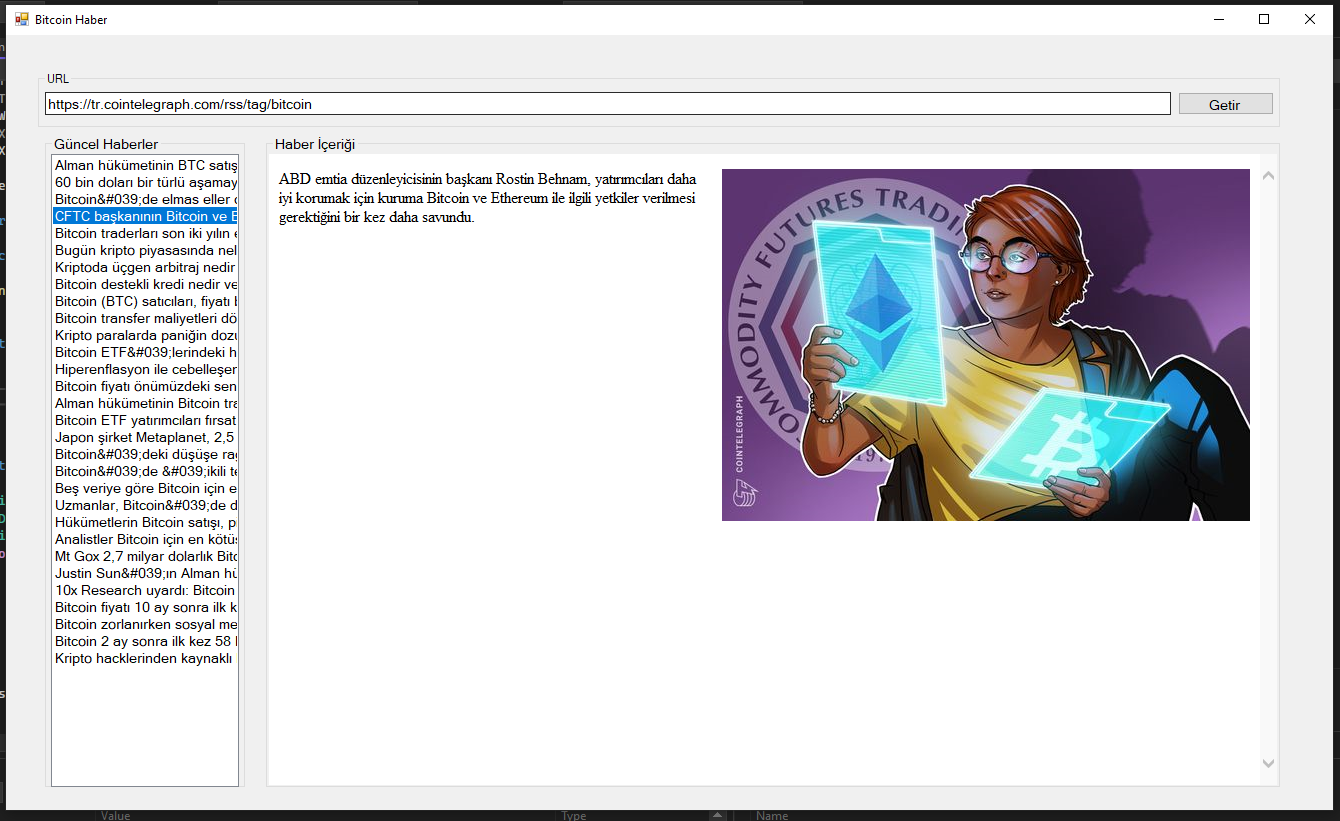 Bitcoin Haber
URL
https://tr.cointelegraph.com/rss/tag/bitcoin
Getir
Güncel Haberler
Alman hükümetinin BTC satış
60 bin doları bir türlü aşamay
Bitcoin&#039;de elmas eller
CFTC başkanının Bitcoin ve E
Bitcoin traderları son iki yılın
Bugün kripto piyasasında nel
Kriptoda üçgen arbitraj nedir
Bitcoin destekli kredi nedir ve
Bitcoin (BTC) satıcıları, fiyatı
Bitcoin transfer maliyetleri dö
Kripto paralarda paniğin dozu
Bitcoin ETF&#039;lerindeki h
Hiperenflasyon ile cebelleşer
Bitcoin fiyatı önümüzdeki sen
Alman hükümetinin Bitcoin tra
Bitcoin ETF yatırımcıları fırsat
Japon şirket Metaplanet, 2,5
Bitcoin&#039;deki düşüşe raç
Bitcoin&#039;de &#039;ikili te
Beş veriye göre Bitcoin için e
Uzmanlar, Bitcoin&#039;de d
Hükümetlerin Bitcoin satışı, p
Analistler Bitcoin için en kötü
Mt Gox 2,7 milyar dolarlık Bitc
Justin Sun&#039;ın Alman hü
10x Research uyardı: Bitcoin
Bitcoin fiyatı 10 ay sonra ilk k
Bitcoin zorlanırken sosyal me
Bitcoin 2 ay sonra ilk kez 58
Kripto hacklerinden kaynaklı
Haber İçeriği
ABD emtia düzenleyicisinin başkanı Rostin Behnam, yatırımcıları daha
iyi korumak için kuruma Bitcoin ve Ethereum ile ilgili yetkiler verilmesi
gerektiğini bir kez daha savundu.
COMMODITY FUTURES TRADIN
COINTELEGRAPH
Value
Type
Name